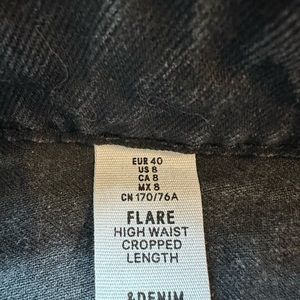 EUR 40
US 8
CA 8
MX 8
CN 170/76A
FLARE
HIGH WAIST
CROPPED
LENGTH
&DENIM